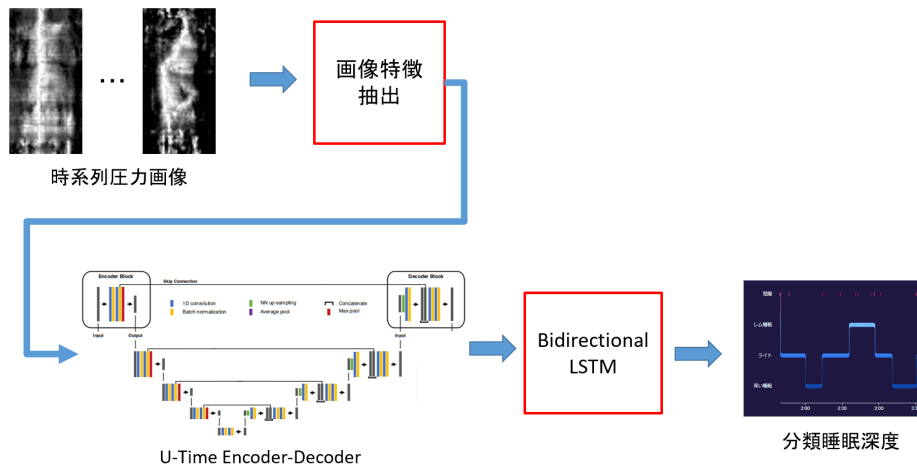 …
画像特徴
抽出
時系列圧力画像
Encoder Block
Skip Connection
Decoder Block
1D convolution
NN up-sampling
Concatenate
Batch normalization
Average pool
Max pool
Input
Output
Input
Bidirectional
LSTM
覚醒
レム睡眠
ライト
深い睡眠
2:00
2:30
3:00
3:3
分類睡眠深度
U-Time Encoder-Decoder